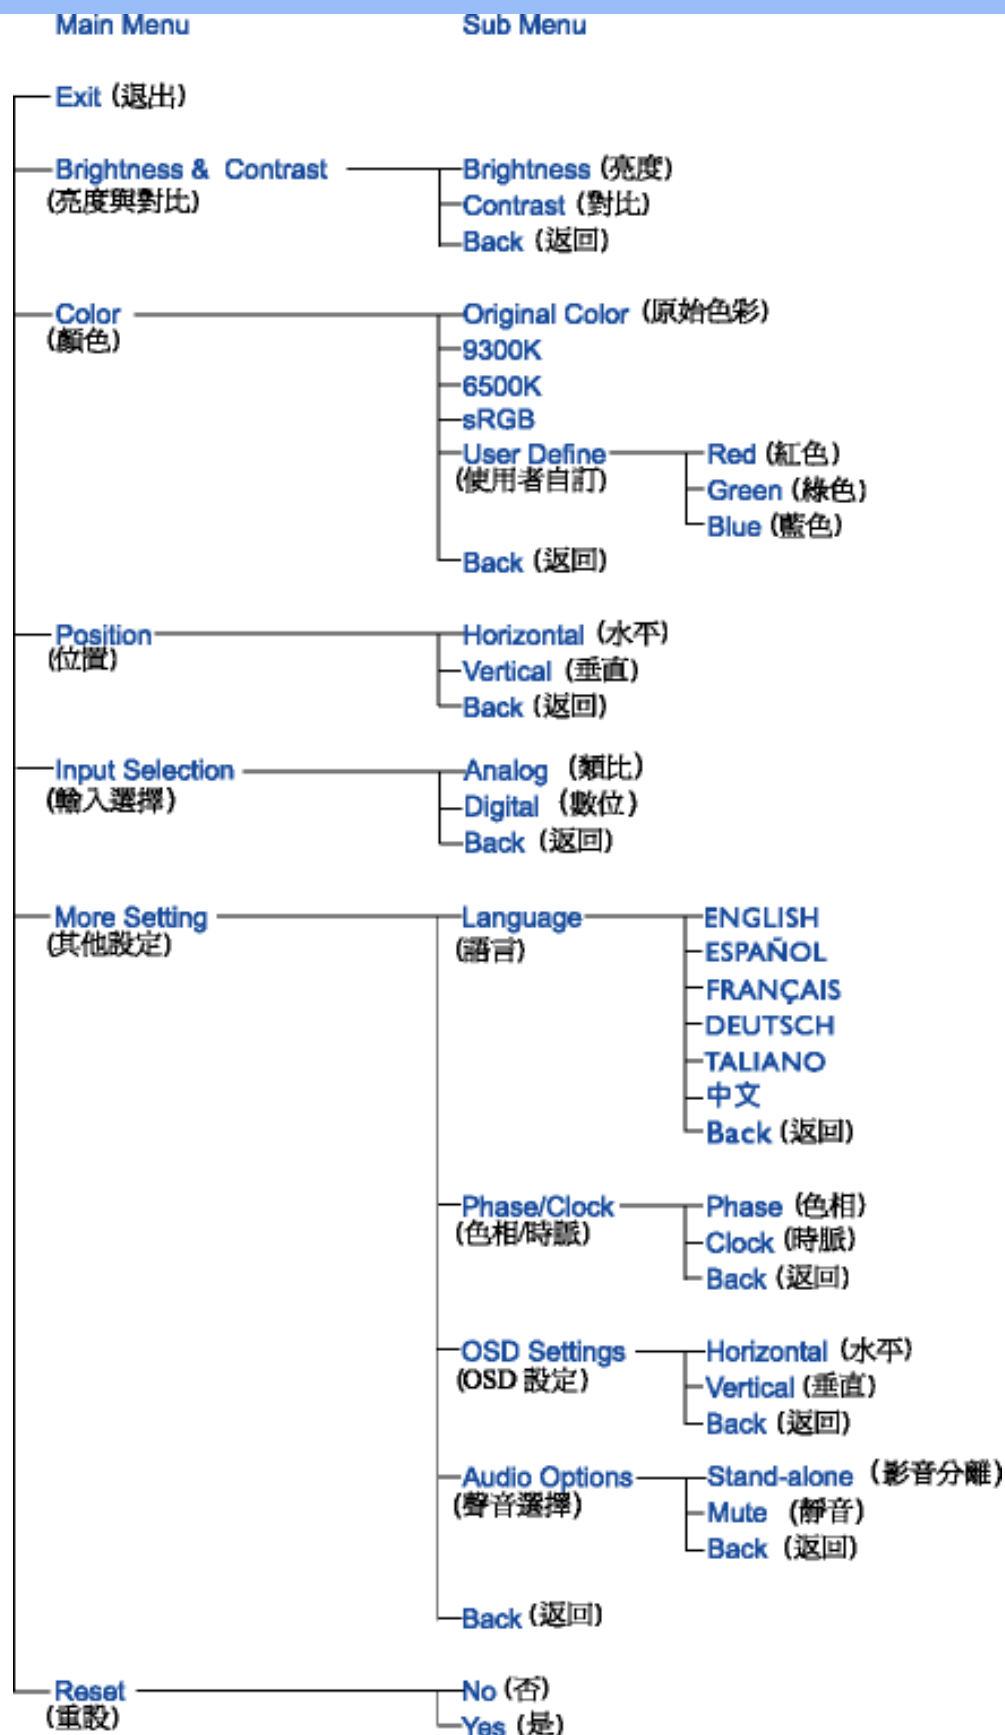 Main Menu Sub Menu
Exit (退出)
Brightness & Contrast Brightness (亮度)
(亮度與對比) Contrast (對比)
Back (返回)
Color Original Color (原始色彩)
(顏色)
9300K
6500K
sRGB
User Define Red (紅色)
(使用者自訂) Green (綠色)
Blue (藍色)
Back (返回)
Position Horizontal (水平)
(位置) Vertical (垂直)
Back (返回)
Input Selection Analog (類比)
(輸入選擇) Digital (數位)
Back (返回)
More Setting Language ENGLISH
(其他設定) (語言) ESPAÑOL
FRANÇAIS
DEUTSCH
TALIANO
中文
Back (返回)
Phase/Clock Phase (色相)
(色相/時脈) Clock (時脈)
Back (返回)
OSD Settings Horizontal (水平)
(OSD 設定) Vertical (垂直)
Back (返回)
Audio Options Stand-alone (影音分離)
(聲音選擇) Mute (靜音)
Back (返回)
Back (返回)
Reset No (否)
(重設) Yes (是)